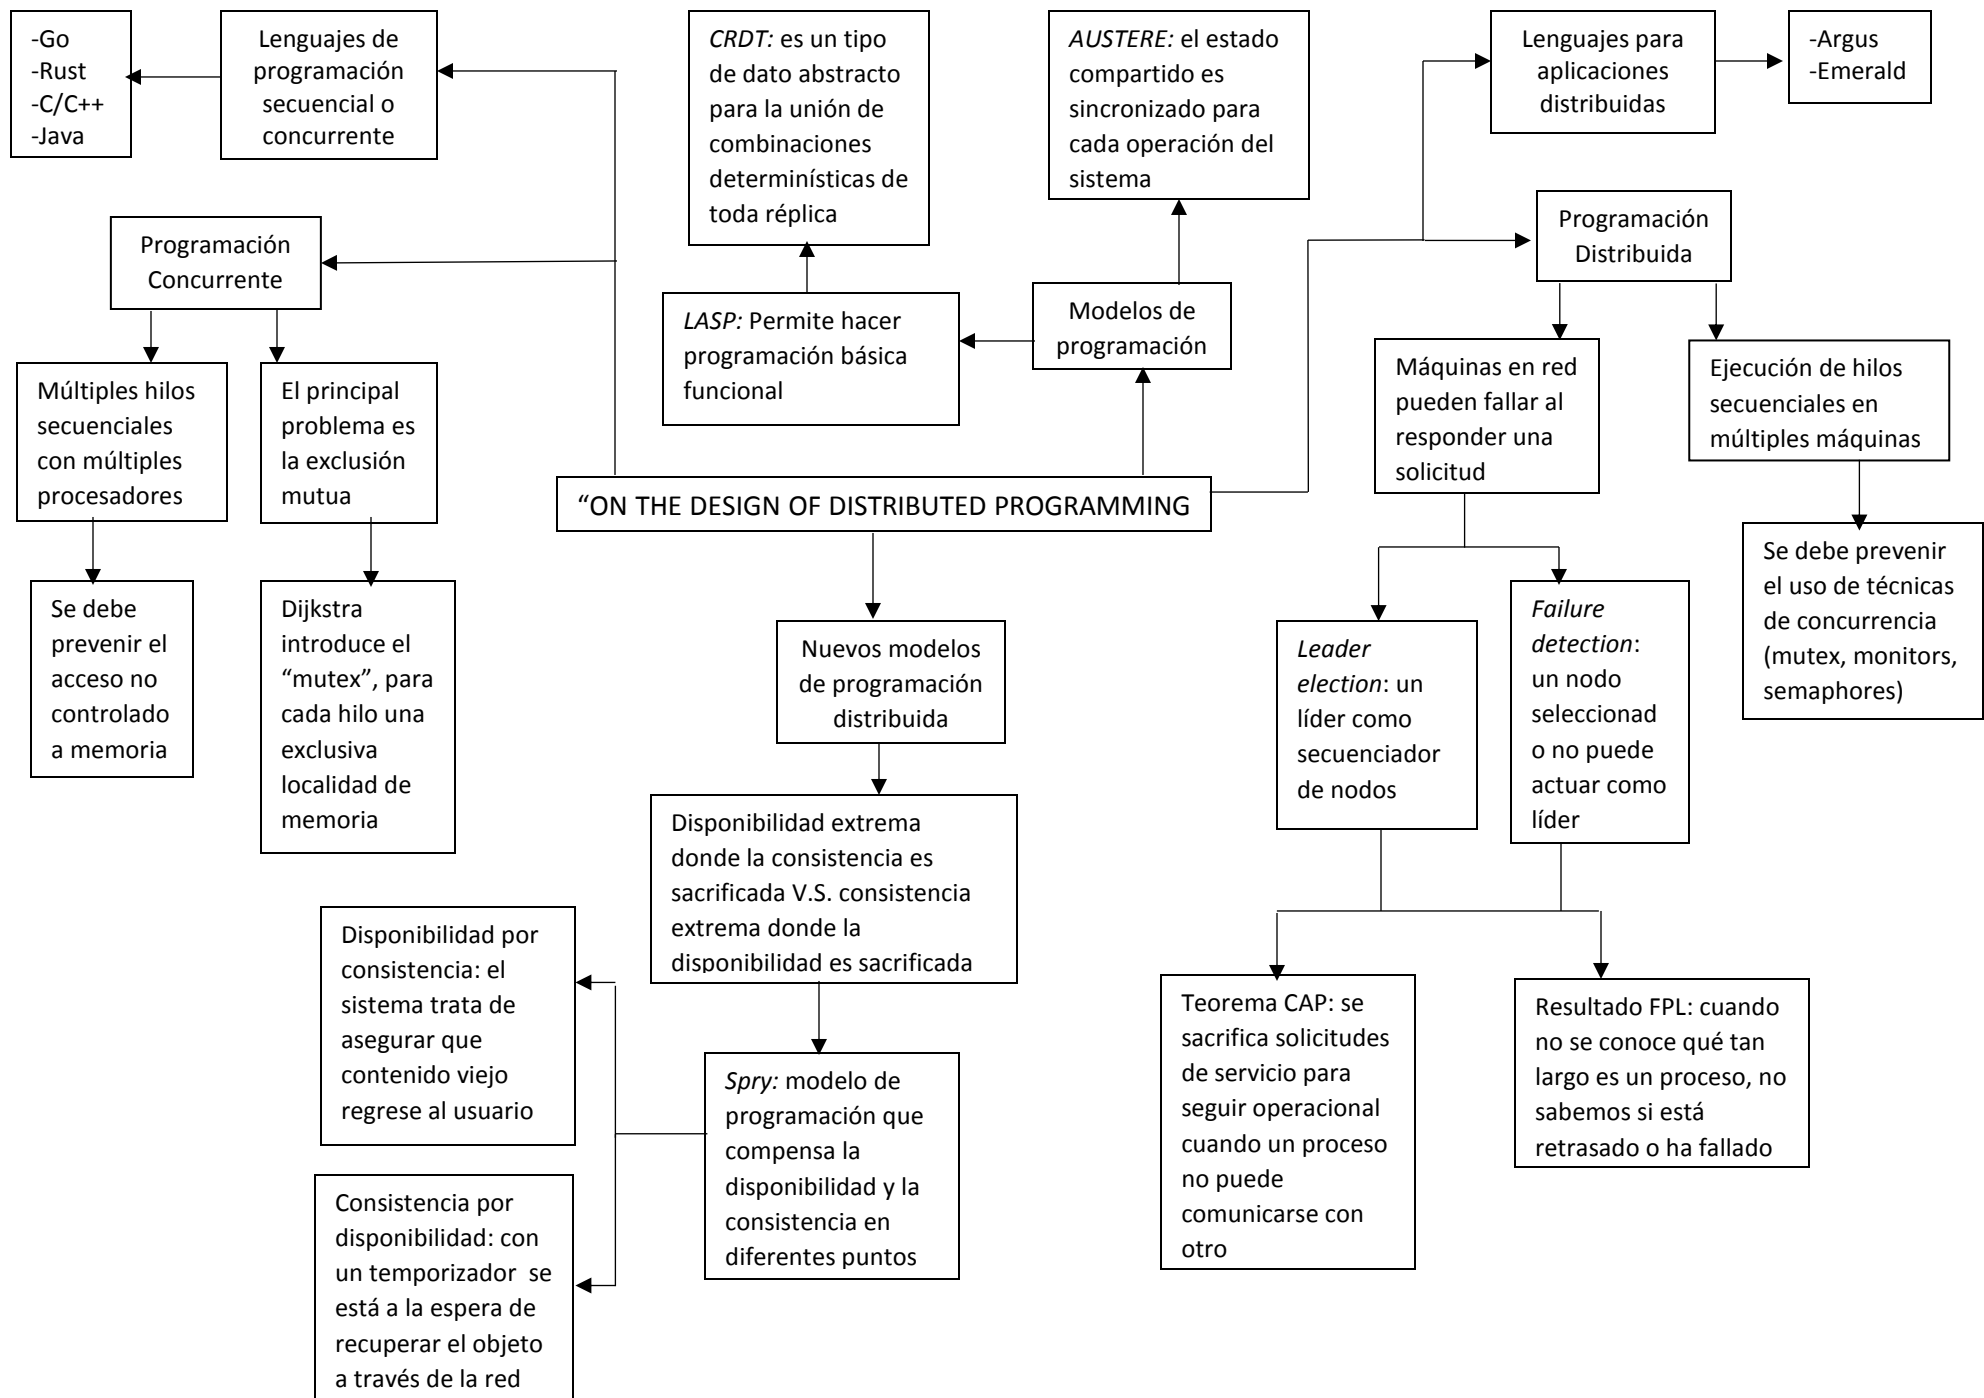 -Go
-Rust
-C/C++
-Java
Lenguajes de
programación
secuencial o
concurrente
CRDT: es un tipo
de dato abstracto
para la unión de
combinaciones
determinísticas de
toda réplica
AUSTERE: el estado
compartido es
sincronizado para
cada operación del
sistema
Lenguajes para
aplicaciones
distribuidas
-Argus
-Emerald
Programación
Concurrente
LASP: Permite hacer
programación básica
funcional
Modelos de
programación
Programación
Distribuida
Múltiples hilos
secuenciales
con múltiples
procesadores
El principal
problema es
la exclusión
mutua
Máquinas en red
pueden fallar al
responder una
solicitud
Ejecución de hilos
secuenciales en
múltiples máquinas
“ON THE DESIGN OF DISTRIBUTED PROGRAMMING
Se debe
prevenir el
acceso no
controlado
a memoria
Dijkstra
introduce el
“mutex”, para
cada hilo una
exclusiva
localidad de
memoria
Nuevos modelos
de programación
distribuida
Leader
election: un
líder como
secuenciador
de nodos
Failure
detection:
un nodo
seleccionad
o no puede
actuar como
líder
Se debe prevenir
el uso de técnicas
de concurrencia
(mutex, monitors,
semaphores)
Disponibilidad extrema
donde la consistencia es
sacrificada V.S. consistencia
extrema donde la
disponibilidad es sacrificada
Disponibilidad por
consistencia: el
sistema trata de
asegurar que
contenido viejo
regrese al usuario
Spry: modelo de
programación que
compensa la
disponibilidad y la
consistencia en
diferentes puntos
Teorema CAP: se
sacrifica solicitudes
de servicio para
seguir operacional
cuando un proceso
no puede
comunicarse con
otro
Resultado FPL: cuando
no se conoce qué tan
largo es un proceso, no
sabemos si está
retrasado o ha fallado
Consistencia por
disponibilidad: con
un temporizador se
está a la espera de
recuperar el objeto
a través de la red